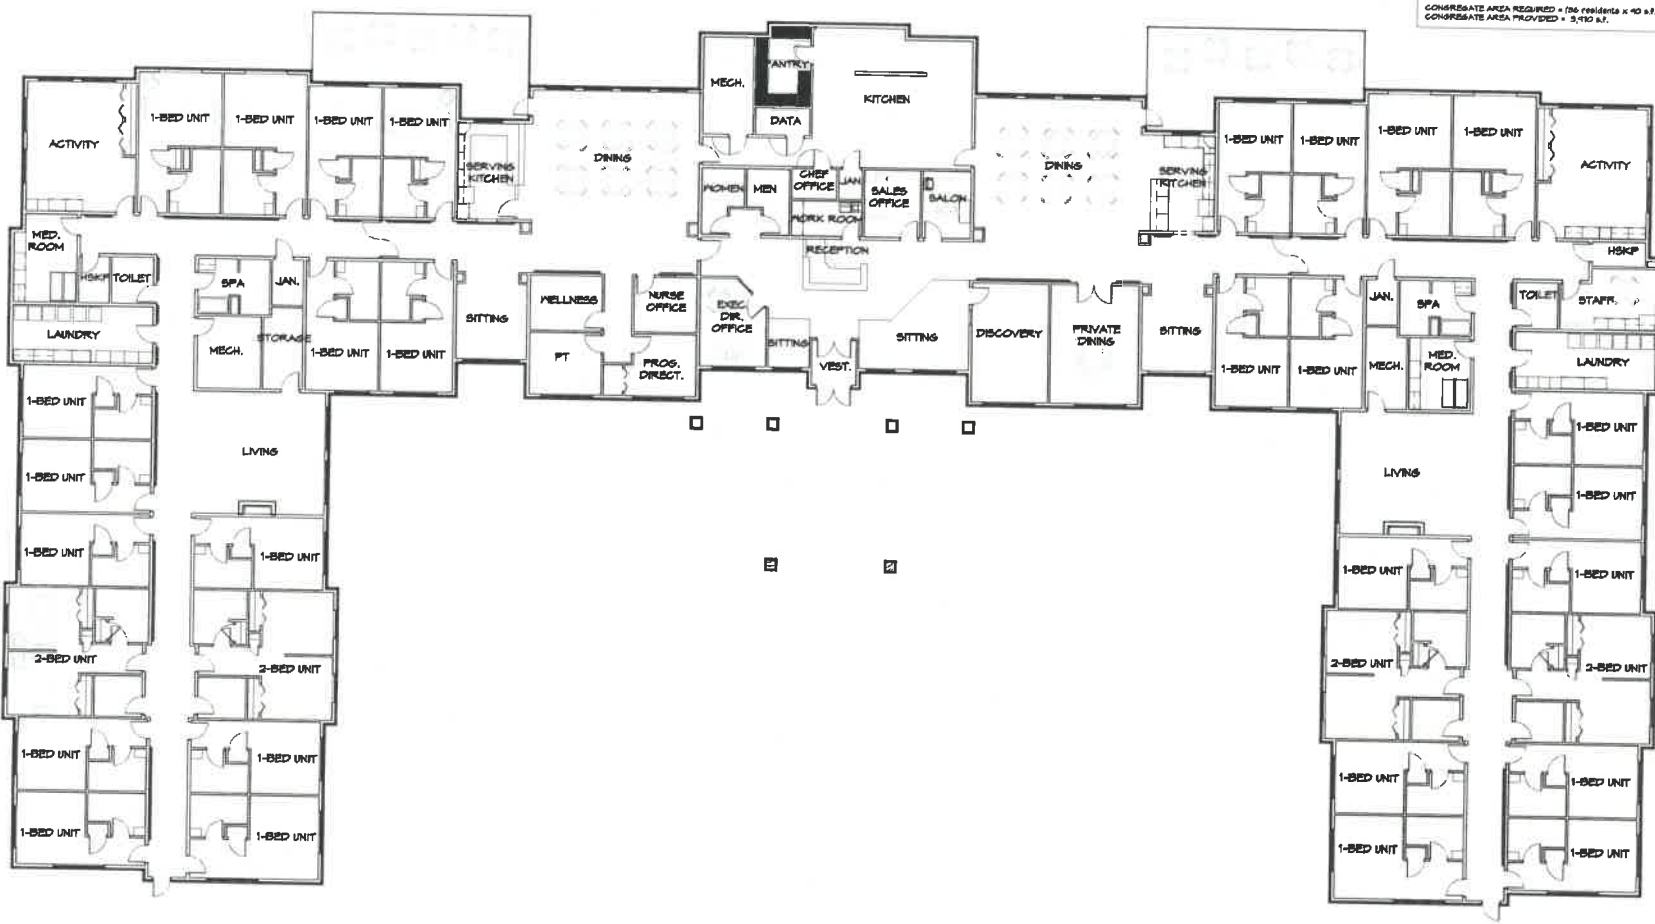 CONGREGATE AREA REQUIRED = (56 residents x 40 s.f.
CONGREGATE AREA PROVIDED = 3,970 s.f.
MECH.
PANTRY
KITCHEN
DATA
ACTIVITY
1-BED UNIT
1-BED UNIT
1-BED UNIT
1-BED UNIT
SERVING
KITCHEN
DINING
WOMEN
MEN
CHEF
OFFICE
JAN
SALES
OFFICE
SALON
WORK ROOM
RECEPTION
DINING
SERVING
KITCHEN
1-BED UNIT
1-BED UNIT
1-BED UNIT
1-BED UNIT
ACTIVITY
MED.
ROOM
HSKP
TOILET
SPA
JAN.
LAUNDRY
MECH.
STORAGE
1-BED UNIT
1-BED UNIT
SITTING
WELLNESS
NURSE
OFFICE
PT
PROG.
DIRECT.
EXEC.
DIR.
OFFICE
SITTING
VEST.
SITTING
DISCOVERY
PRIVATE
DINING
SITTING
1-BED UNIT
1-BED UNIT
JAN.
SPA
MECH.
MED.
ROOM
TOILET
HSKP
STAFF
LAUNDRY
1-BED UNIT
1-BED UNIT
LIVING
1-BED UNIT
1-BED UNIT
2-BED UNIT
2-BED UNIT
1-BED UNIT
1-BED UNIT
1-BED UNIT
1-BED UNIT
LIVING
1-BED UNIT
1-BED UNIT
1-BED UNIT
1-BED UNIT
2-BED UNIT
2-BED UNIT
1-BED UNIT
1-BED UNIT
1-BED UNIT
1-BED UNIT